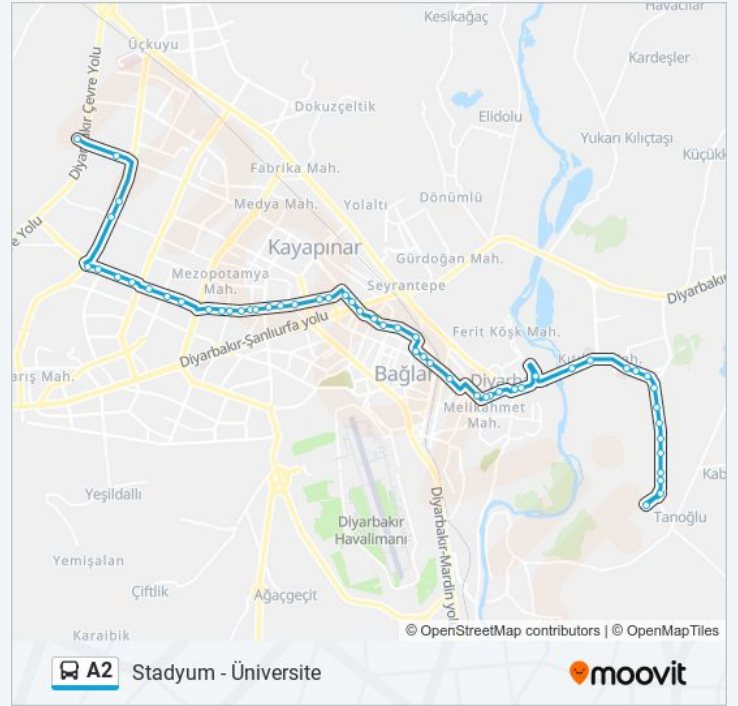 Kesikağaç
Havacılar
Üçkuyu
Kardeşler
Diyarbakır Çevre Yolu
Dokuzçeltik
Elidolu
Yukarı Kılıçtaşı
Küçükk
Fabrika Mah.
Medya Mah.
Yolaltı
Dönümlü
e Yolu
Kayapınar
Gürdoğan Mah.
Mezopotamya
Mah.
Seyrantepe
Diyarbakır
Diyarbakır-Şanlıurfa yolu
Ferit Köşk Mah.
arış Mah.
Bağlar
Diyarb
Mah.
Melikahmet
Mah.
Kab
Yeşildallı
Diyarbakır
Havalimanı
Diyarbakır-Mardin yolu
Tanoğlu
Yemişalan
Çiftlik
Ağaçgeçit
Karaibik
© OpenStreetMap contributors | © OpenMapTiles
A2 Stadyum - Üniversite
moovit